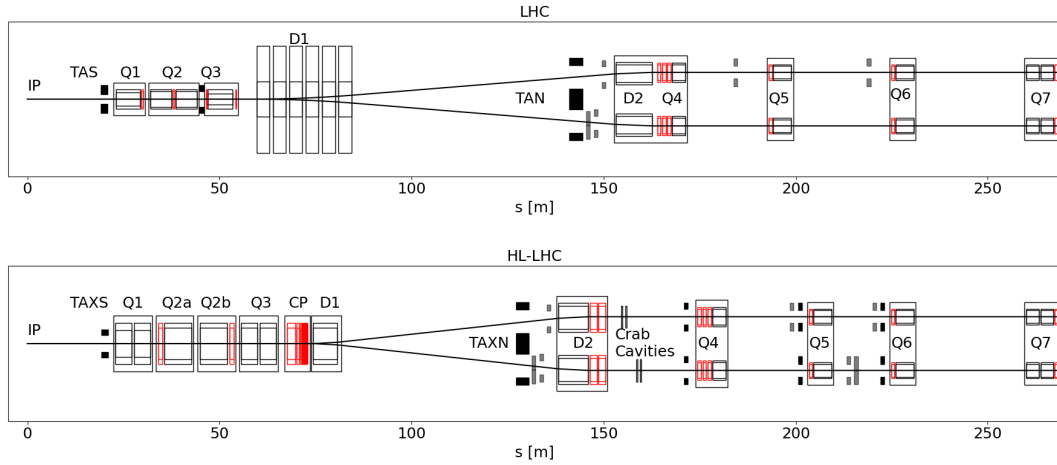 LHC
D1
TAS Q1 Q2 Q3
IP
TAN D2 Q4 Q5 Q6 Q7
0 50 100 150 200 250
s [m]
HL-LHC
TAXS Q1 Q2a Q2b Q3 CP D1
IP
TAXN D2 Crab Cavities Q4 Q5 Q6 Q7
0 50 100 150 200 250
s [m]